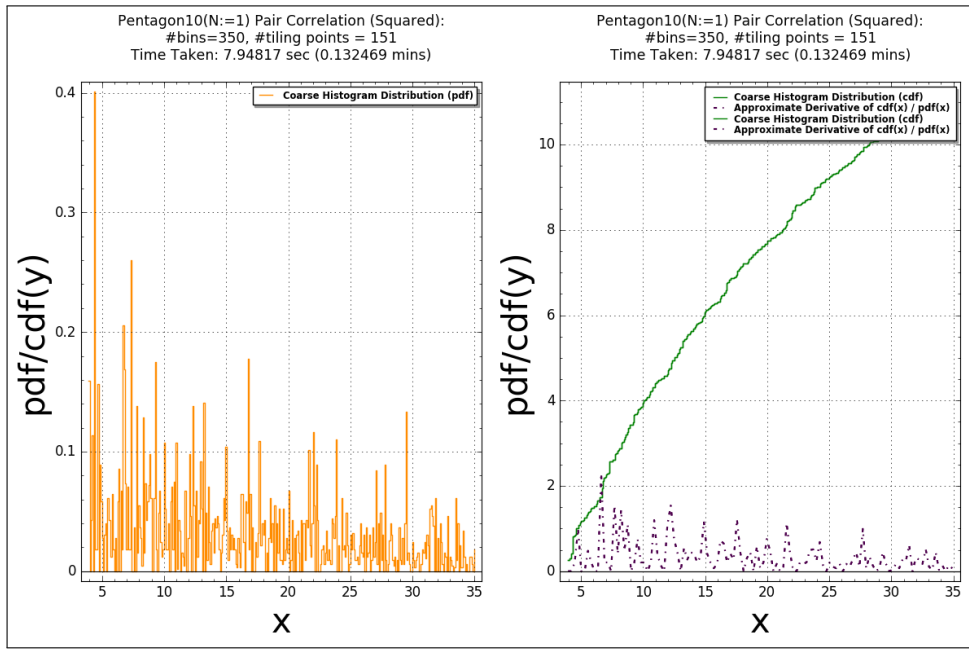 Pentagon10(N:=1) Pair Correlation (Squared):
#bins=350, #tiling points = 151
Time Taken: 7.94817 sec (0.132469 mins)
Coarse Histogram Distribution (pdf)
0.4
0.3
0.2
0.1
0
pdf/cdf(y)
5 10 15 20 25 30 35
x
Pentagon10(N:=1) Pair Correlation (Squared):
#bins=350, #tiling points = 151
Time Taken: 7.94817 sec (0.132469 mins)
Coarse Histogram Distribution (cdf)
Approximate Derivative of cdf(x) / pdf(x)
Coarse Histogram Distribution (cdf)
Approximate Derivative of cdf(x) / pdf(x)
10
8
6
4
2
0
pdf/cdf(y)
5 10 15 20 25 30 35
x